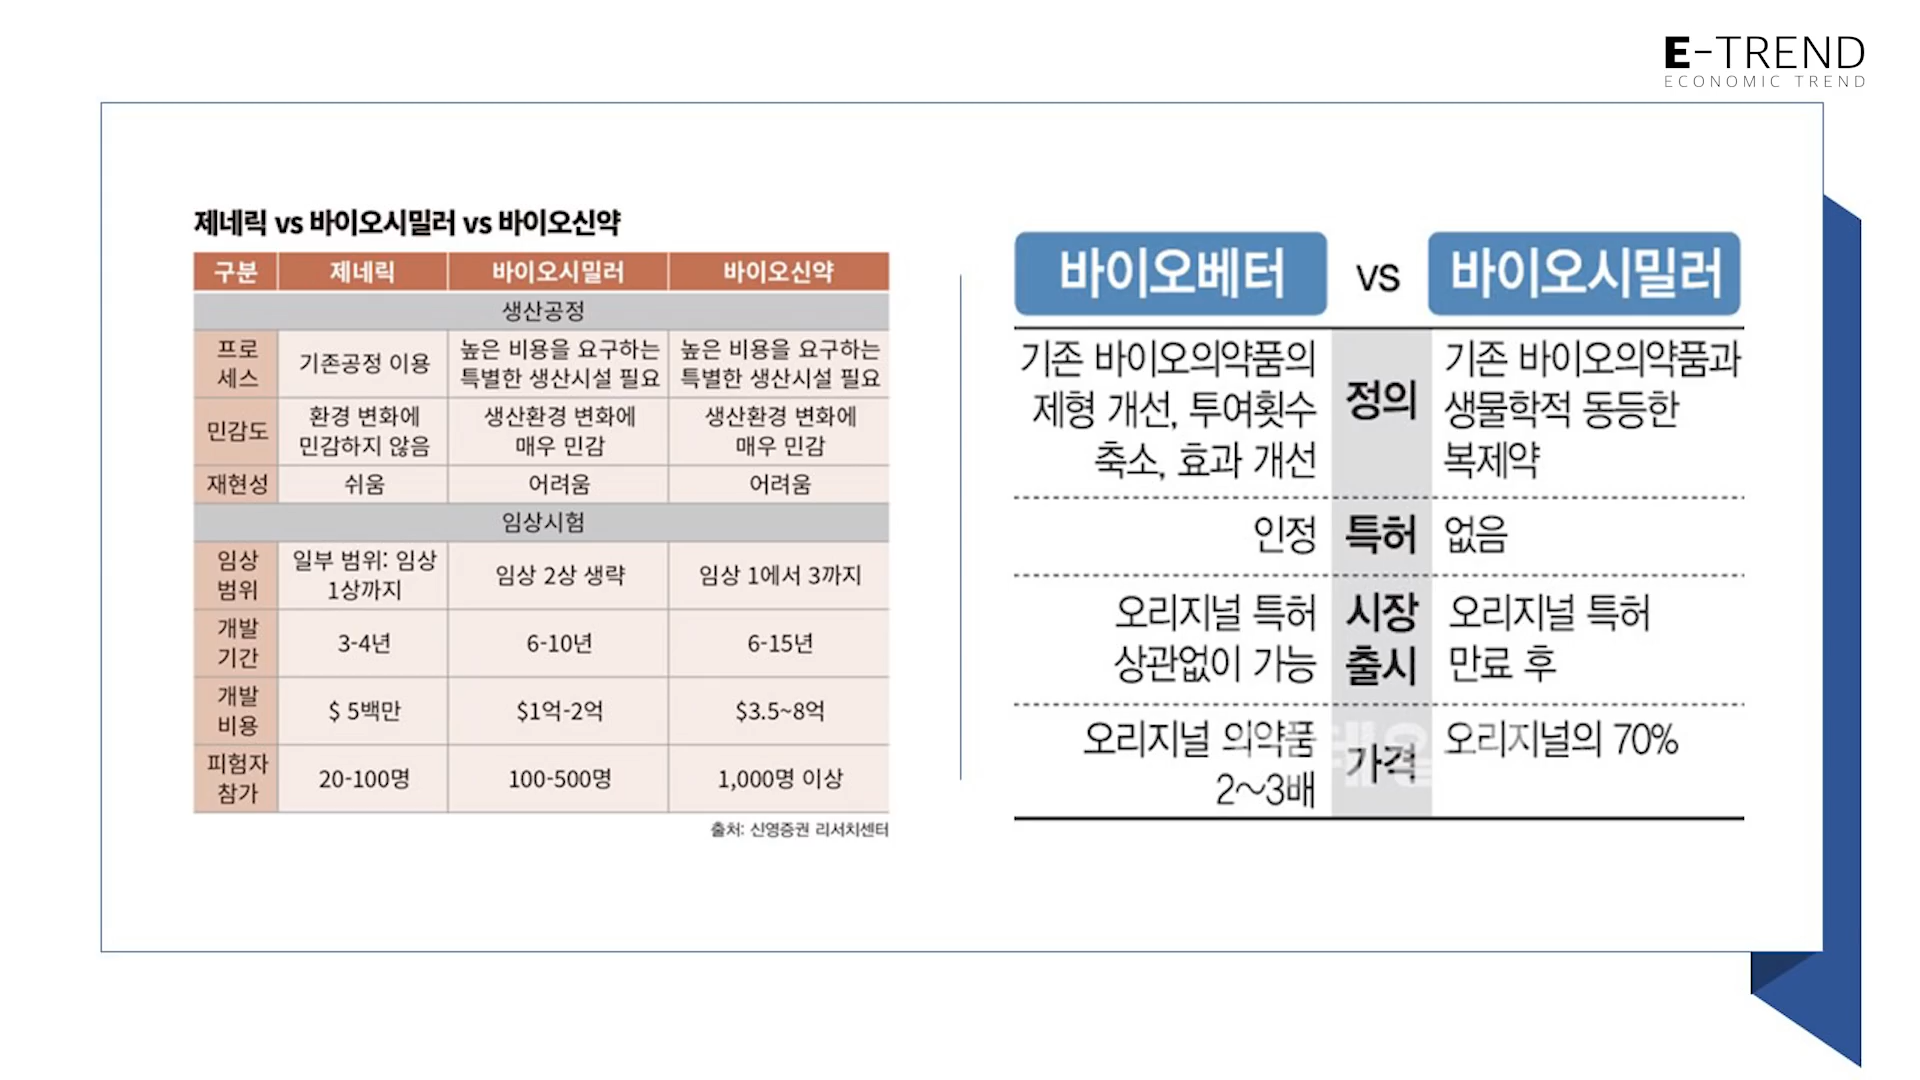 E-TREND
ECONOMIC TREND
제네릭 vs 바이오시밀러 vs 바이오신약
구분 제네릭 바이오시밀러 바이오신약
생산공정
프로세스 기존공정 이용 높은 비용을 요구하는 특별한 생산시설 필요 높은 비용을 요구하는 특별한 생산시설 필요
민감도 환경 변화에 민감하지 않음 생산환경 변화에 매우 민감 생산환경 변화에 매우 민감
재현성 쉬움 어려움 어려움
임상시험
임상 범위 일부 범위: 임상 1상까지 임상 2상 생략 임상 1에서 3까지
개발 기간 3-4년 6-10년 6-15년
개발 비용 $ 5백만 $1억-2억 $3.5~8억
피험자 참가 20-100명 100-500명 1,000명 이상
출처: 신영증권 리서치센터
바이오베터 vs 바이오시밀러
기존 바이오의약품의 제형 개선, 투여횟수 축소, 효과 개선 정의 기존 바이오의약품과 생물학적 동등한 복제약
인정 특허 없음
오리지널 특허 상관없이 가능 시장 출시 오리지널 특허 만료 후
오리지널 의약품 2~3배 가격 오리지널의 70%